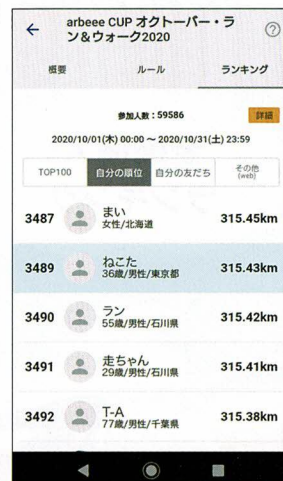 arbeee CUP オクトーバー・ラ
ン＆ウォーク2020
概要 ルール ランキング
参加人数：59586 詳細
2020/10/01(木) 00:00 ～ 2020/10/31(土) 23:59
TOP100 自分の順位 自分の友だち その他
(web)
3487 まい 315.45km
女性/北海道
3489 ねこた 315.43km
36歳/男性/東京都
3490 ラン 315.42km
55歳/男性/石川県
3491 走ちゃん 315.41km
29歳/男性/石川県
3492 T-A 315.38km
77歳/男性/千葉県